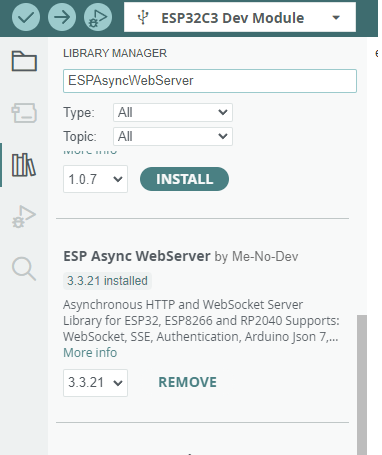 ESP32C3 Dev Module
LIBRARY MANAGER
ESPAsyncWebServer
Type: All
Topic: All
More info
1.0.7 INSTALL
ESP Async WebServer by Me-No-Dev
3.3.21 installed
Asynchronous HTTP and WebSocket Server
Library for ESP32, ESP8266 and RP2040 Supports:
WebSocket, SSE, Authentication, Arduino Json 7,...
More info
3.3.21 REMOVE